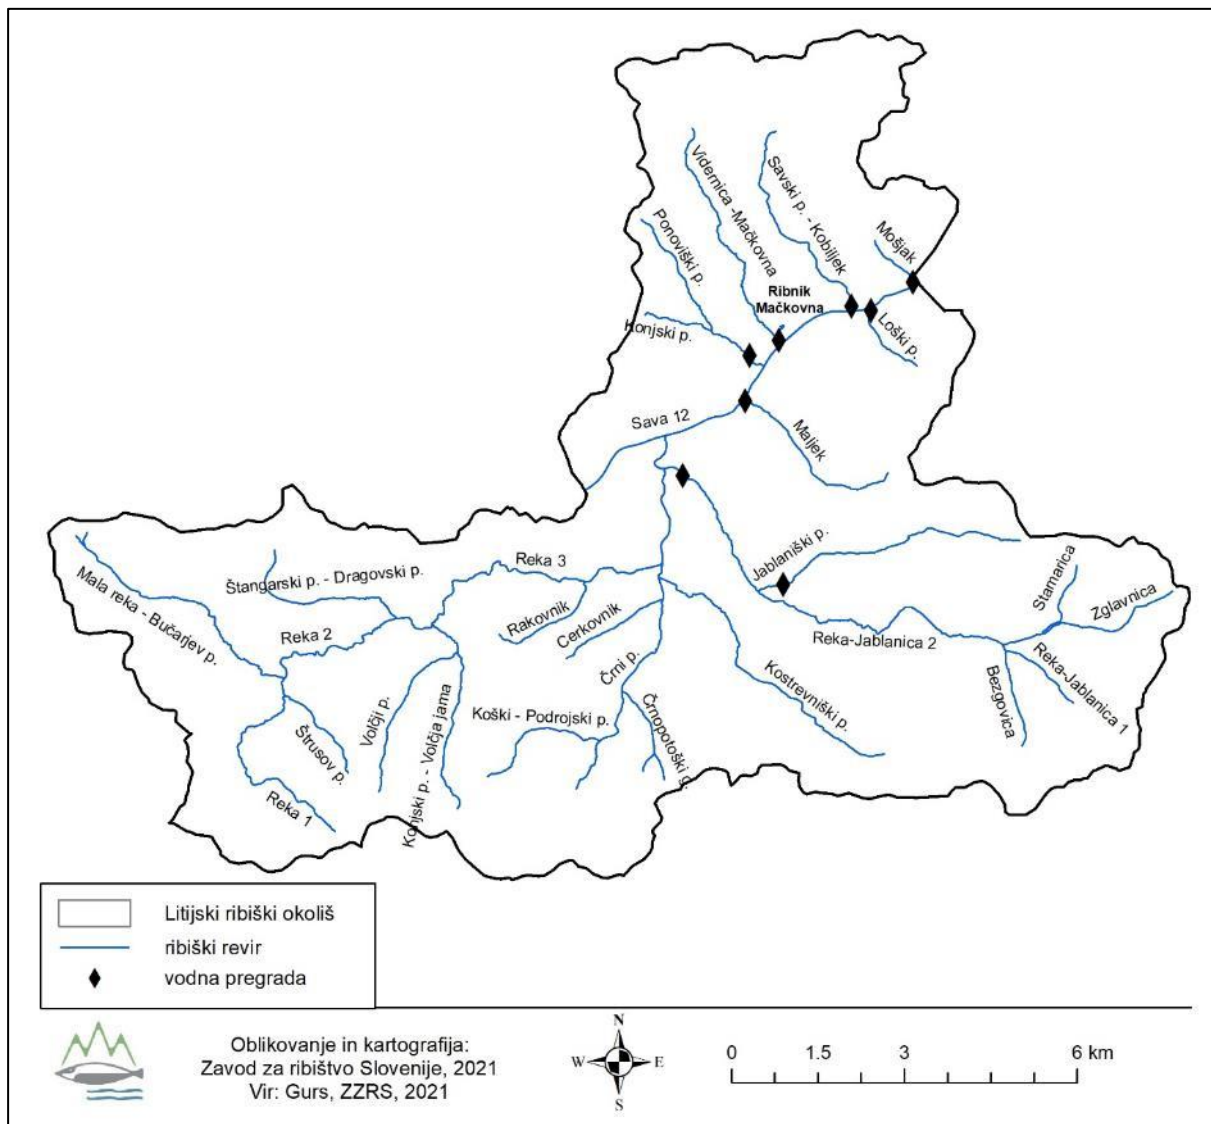 Vidernica -Mačkovna
Savski p. - Kobiljek
Ponoviški p.
Mošjak
Ribnik
Mačkovna
Konjski p.
Loški p.
Sava 12
Maljek
Jablaniški p.
Reka 3
Štangarski p. - Dragovski p.
Mala reka - Bučarjev p.
Stamarica
Zglavnica
Rakovnik
Cerkovnik
Reka 2
Reka-Jablanica 2
Črni p.
Kostrevniški p.
Reka-Jablanica 1
Bezgovica
Volčji p.
Konjski p. - Volčja jama
Koški - Podrojski p.
Črnopotoški g.
Štrusov p.
Reka 1
Litijski ribiški okoliš
ribiški revir
vodna pregrada
Oblikovanje in kartografija:
Zavod za ribištvo Slovenije, 2021
Vir: Gurs, ZZRS, 2021
N
W
E
S
0 1.5 3 6 km